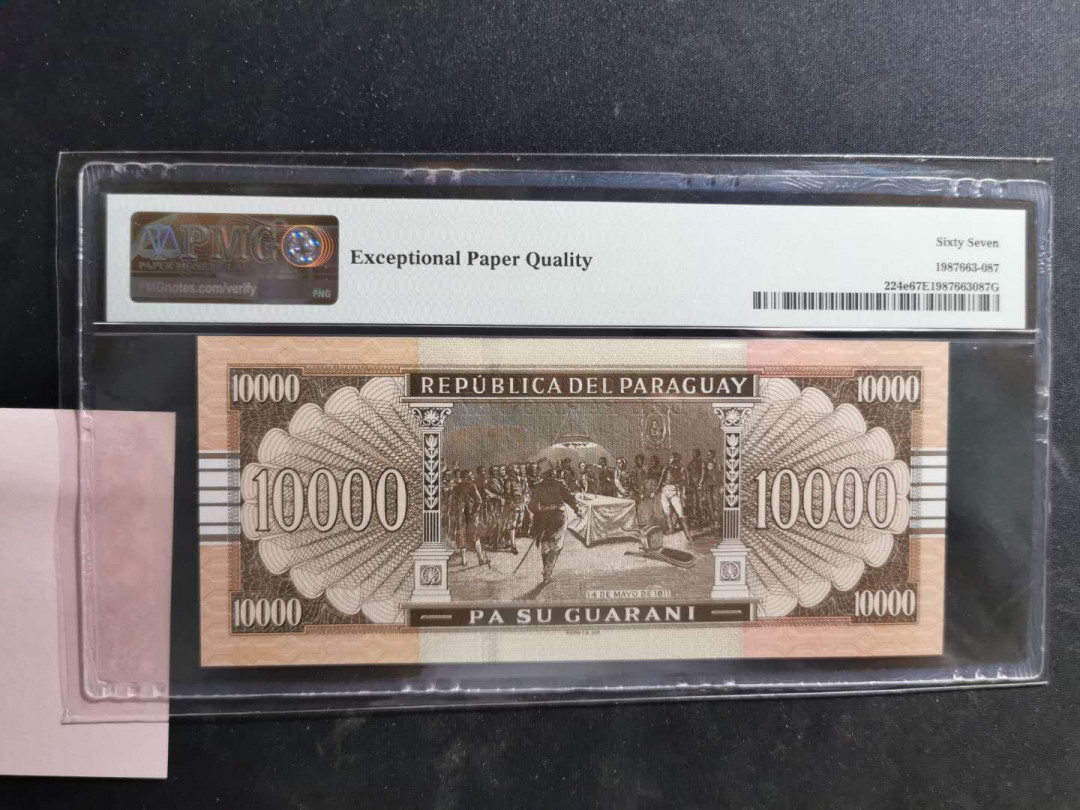 PMG
PMGnotes.com/verify
PNG
Exceptional Paper Quality
Sixty Seven
1987663-087
224e67E1987663087G
10000
REPÚBLICA DEL PARAGUAY
10000
10000
10000
14 DE MAYO DE 1811
10000
PA SU GUARANI
10000